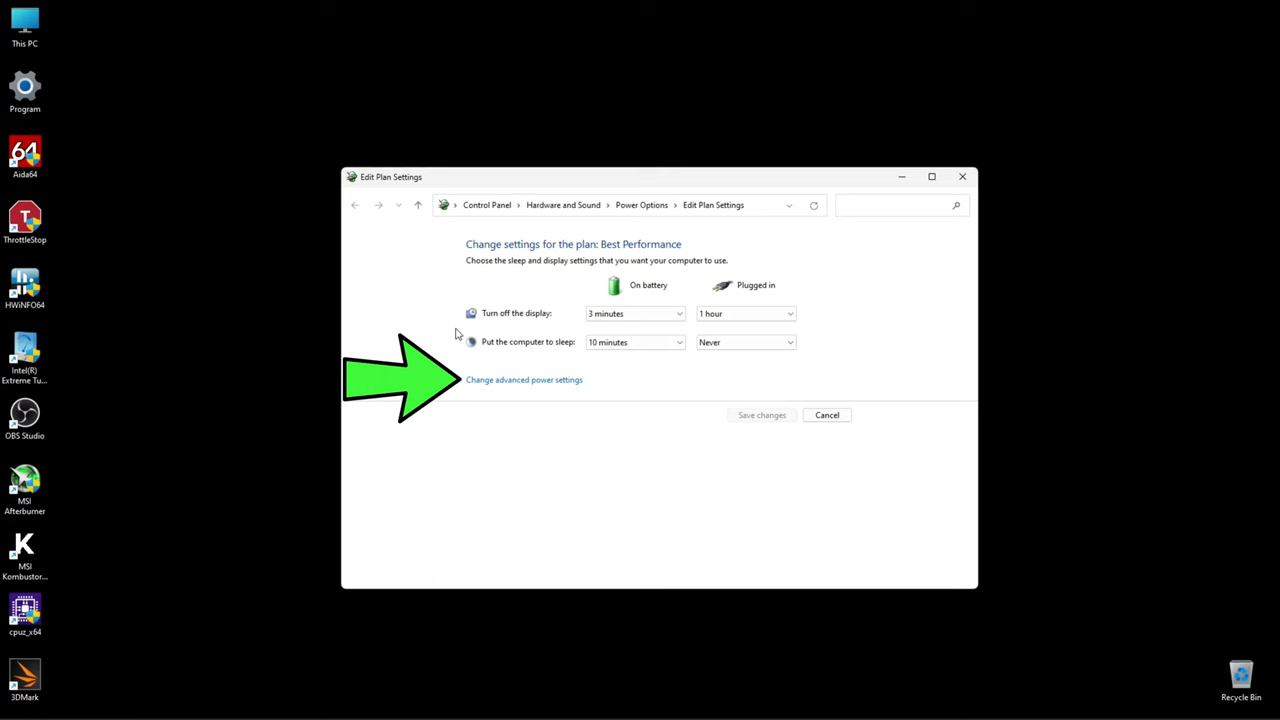 This PC
Program
64
Aida64
T
ThrottleStop
HWiNFO64
Intel(R)
Extreme Tu...
OBS Studio
MSI
Afterburner
K
MSI
Kombustor...
cpuz_x64
3DMark
Edit Plan Settings
Control Panel > Hardware and Sound > Power Options > Edit Plan Settings
Change settings for the plan: Best Performance
Choose the sleep and display settings that you want your computer to use.
On battery Plugged in
Turn off the display: 3 minutes 1 hour
Put the computer to sleep: 10 minutes Never
Change advanced power settings
Save changes Cancel
Recycle Bin